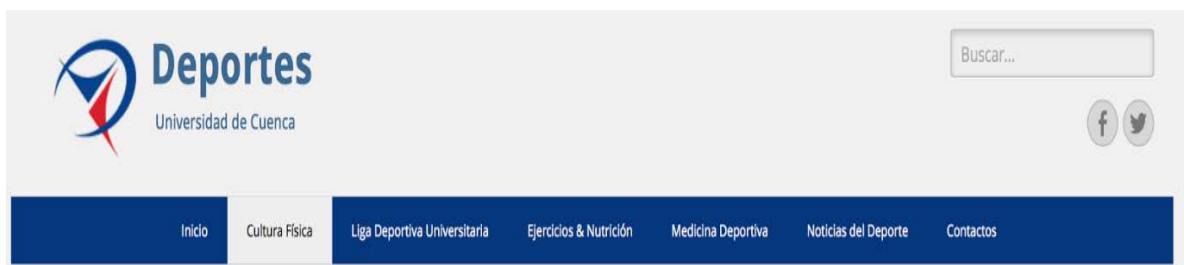 Deportes
Universidad de Cuenca
Buscar...
Inicio Cultura Física Liga Deportiva Universitaria Ejercicios & Nutrición Medicina Deportiva Noticias del Deporte Contactos